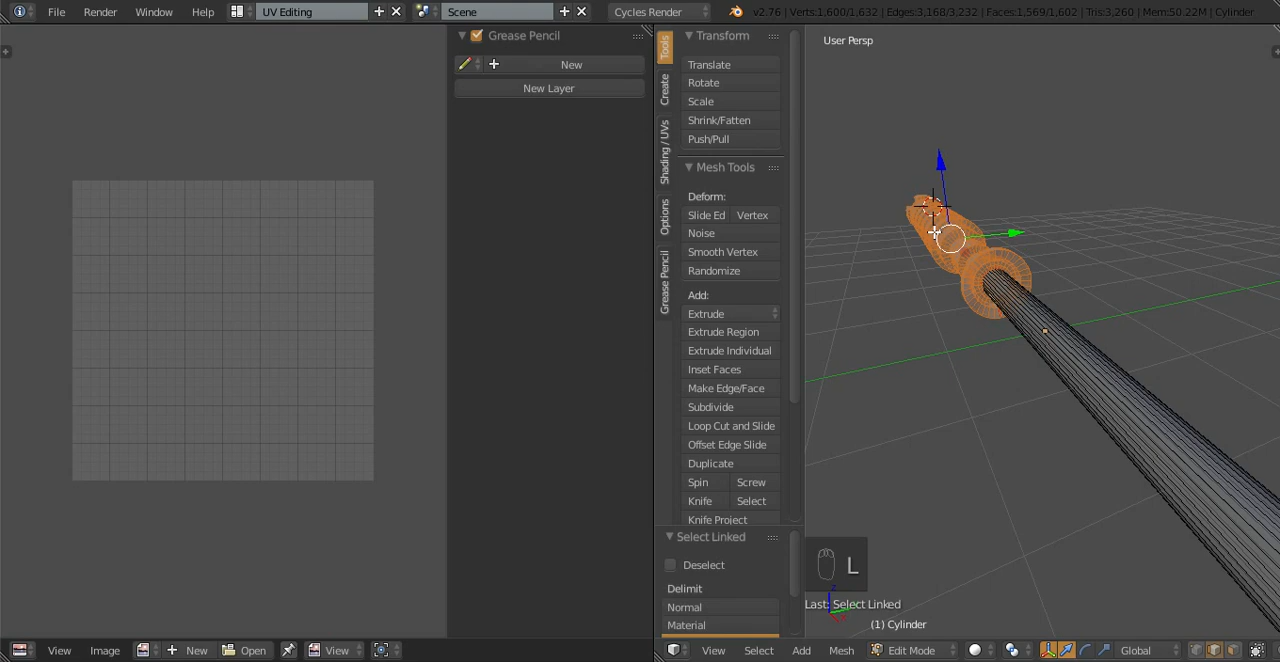 File Render Window Help UV Editing Scene Cycles Render v2.76 | Verts:1,600/1,632 | Edges:3,168/3,232 | Faces:1,569/1,602 | Tris:3,260 | Mem:50.22M | Cylinder
Grease Pencil
New
New Layer
Tools
Create
Shading / UVs
Options
Grease Pencil
Transform
Translate
Rotate
Scale
Shrink/Fatten
Push/Pull
Mesh Tools
Deform:
Slide Ed Vertex
Noise
Smooth Vertex
Randomize
Add:
Extrude
Extrude Region
Extrude Individual
Inset Faces
Make Edge/Face
Subdivide
Loop Cut and Slide
Offset Edge Slide
Duplicate
Spin Screw
Knife Select
Knife Project
Select Linked
Deselect
Delimit
Normal
Material
User Persp
L
Last: Select Linked
(1) Cylinder
View Image New Open View
View Select Add Mesh Edit Mode Global